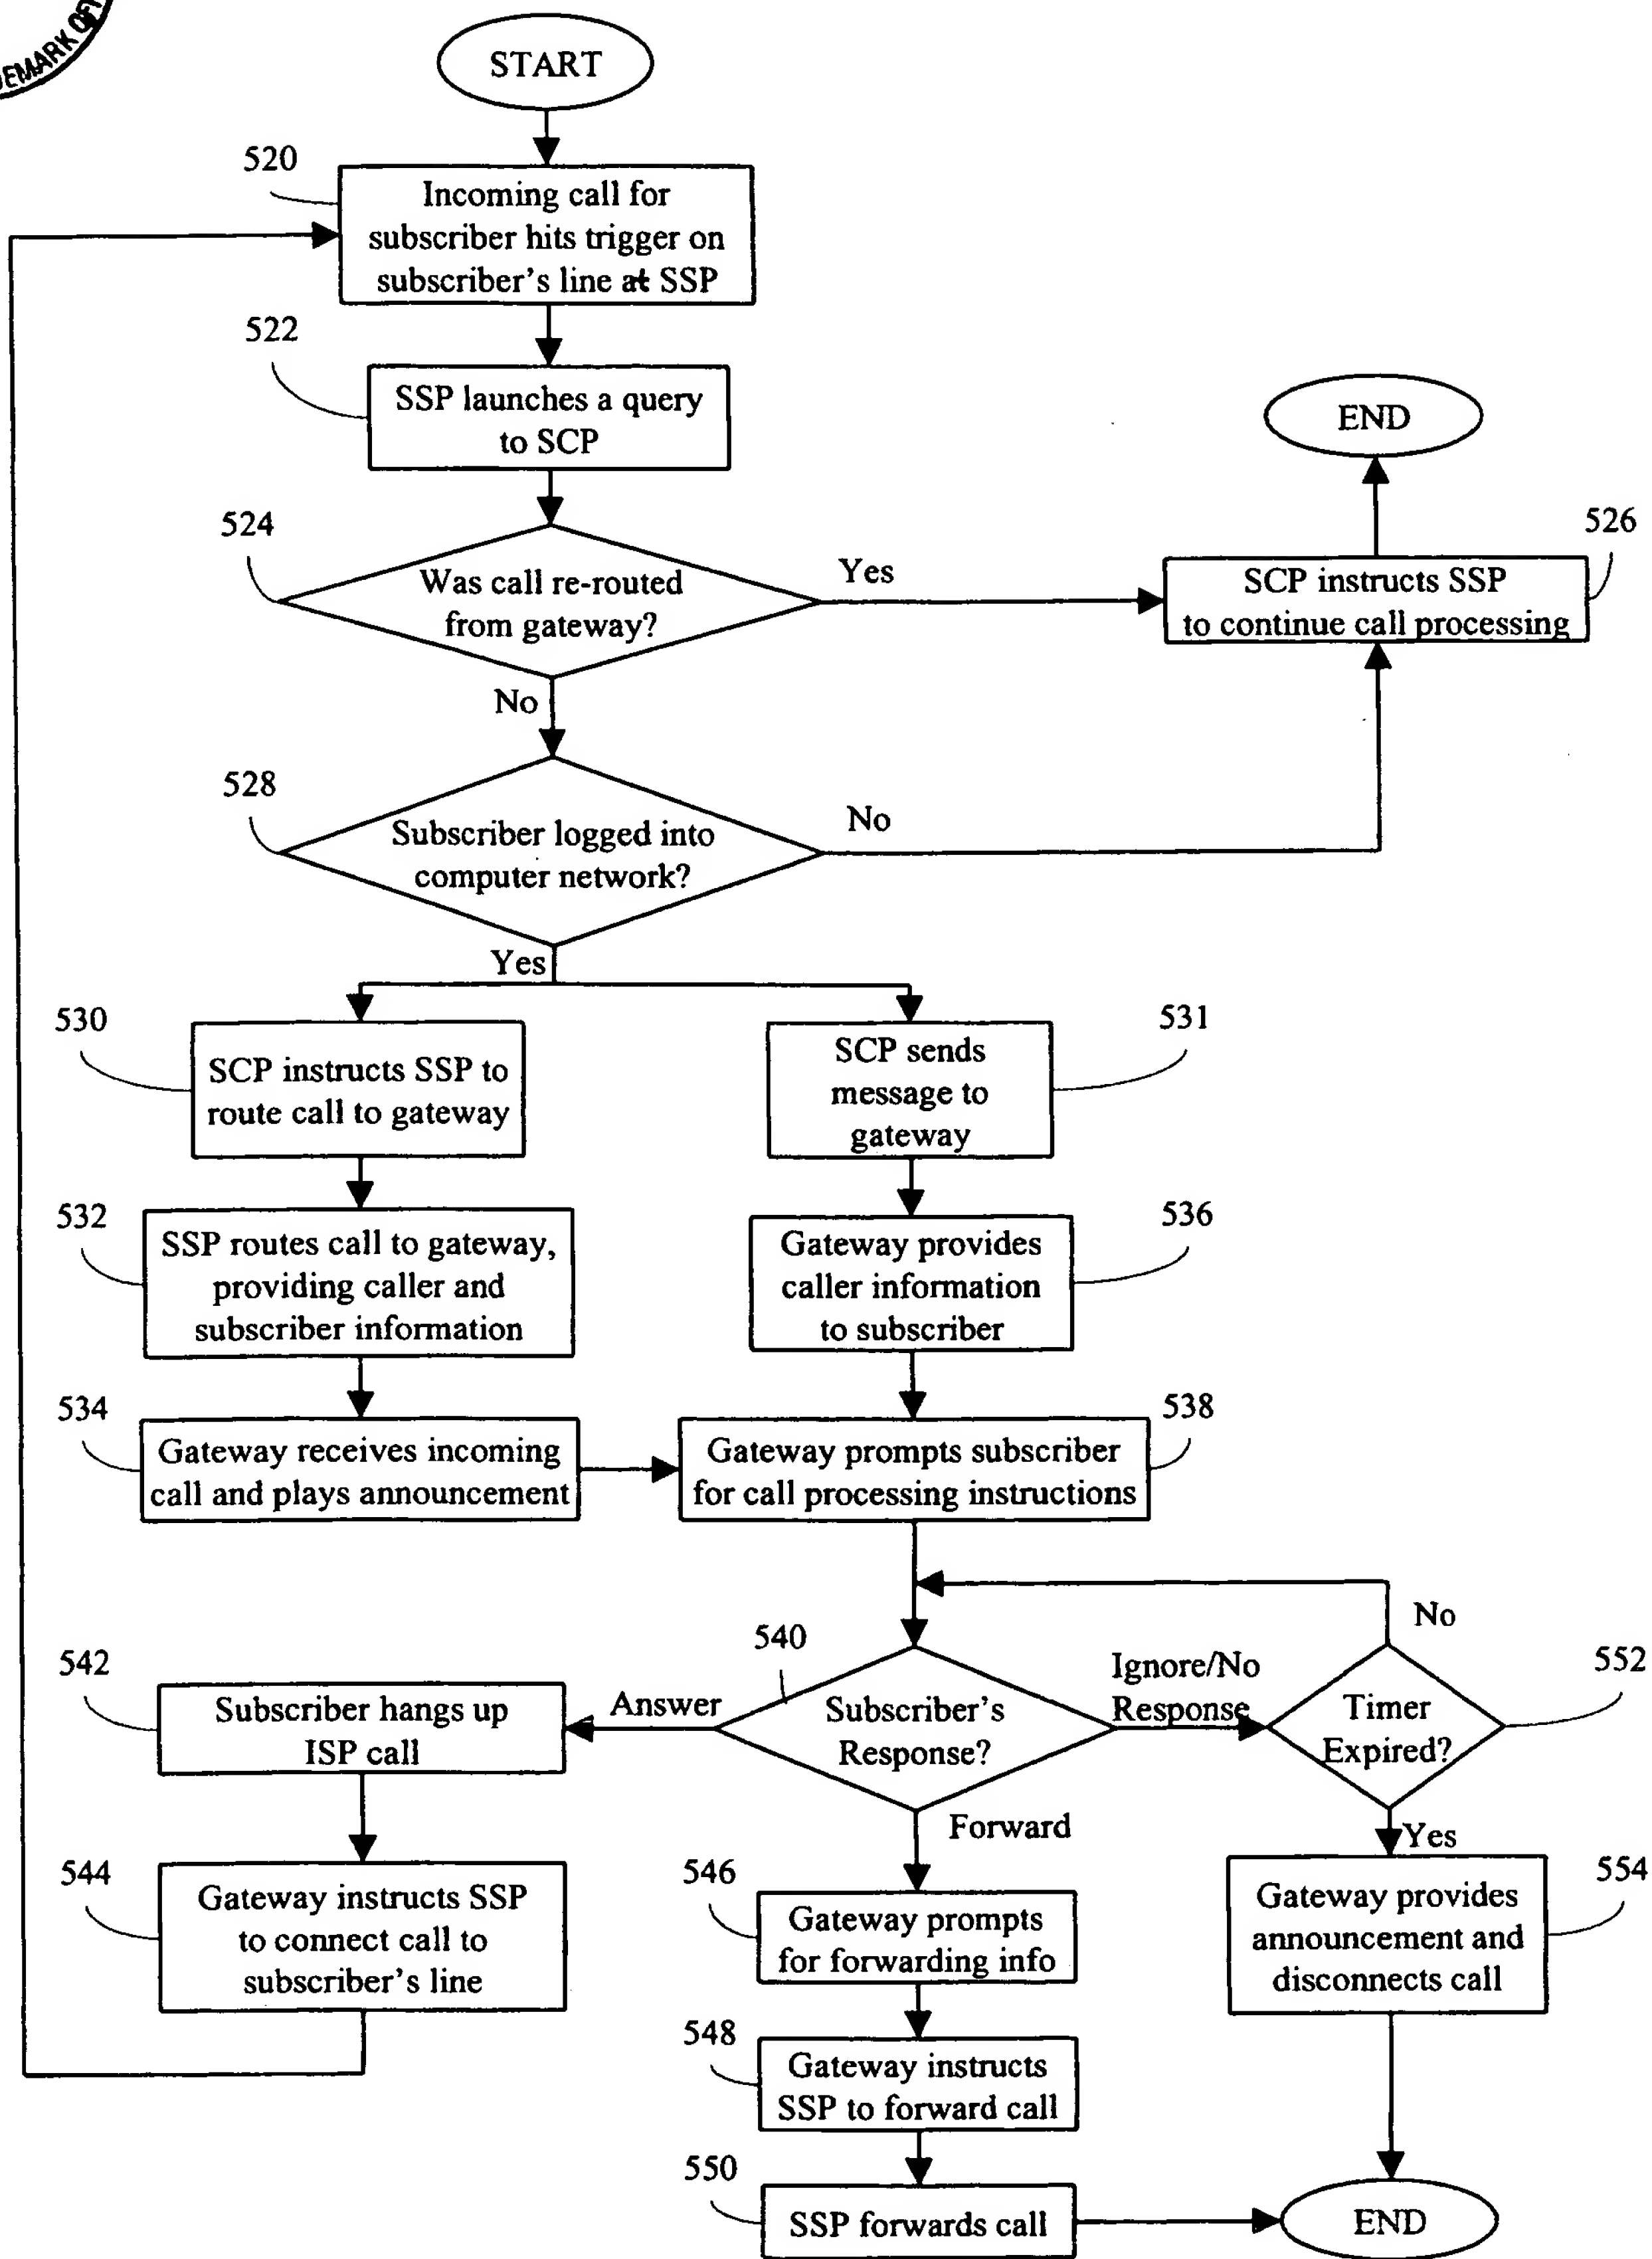 START
520
Incoming call for
subscriber hits trigger on
subscriber's line at SSP
522
SSP launches a query
to SCP
END
524
Was call re-routed
from gateway?
Yes
526
SCP instructs SSP
to continue call processing
No
528
Subscriber logged into
computer network?
No
Yes
530
SCP instructs SSP to
route call to gateway
531
SCP sends
message to
gateway
532
SSP routes call to gateway,
providing caller and
subscriber information
536
Gateway provides
caller information
to subscriber
534
Gateway receives incoming
call and plays announcement
538
Gateway prompts subscriber
for call processing instructions
540
Subscriber's
Response?
Answer
542
Subscriber hangs up
ISP call
Ignore/No
Response
No
552
Timer
Expired?
Yes
544
Gateway instructs SSP
to connect call to
subscriber's line
Forward
546
Gateway prompts
for forwarding info
554
Gateway provides
announcement and
disconnects call
548
Gateway instructs
SSP to forward call
550
SSP forwards call
END